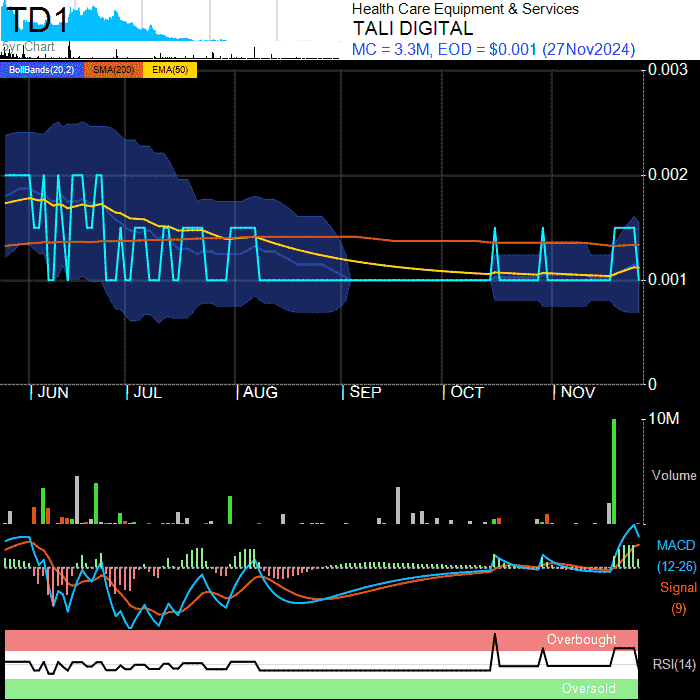 TD1
Health Care Equipment & Services
TALI DIGITAL
5yr Chart
MC = 3.3M, EOD = $0.001 (27Nov2024)
BollBands(20,2) SMA(200) EMA(50)
0.003
0.002
0.001
0
JUN JUL AUG SEP OCT NOV
10M
Volume
MACD
(12-26)
Signal
(9)
Overbought
RSI(14)
Oversold